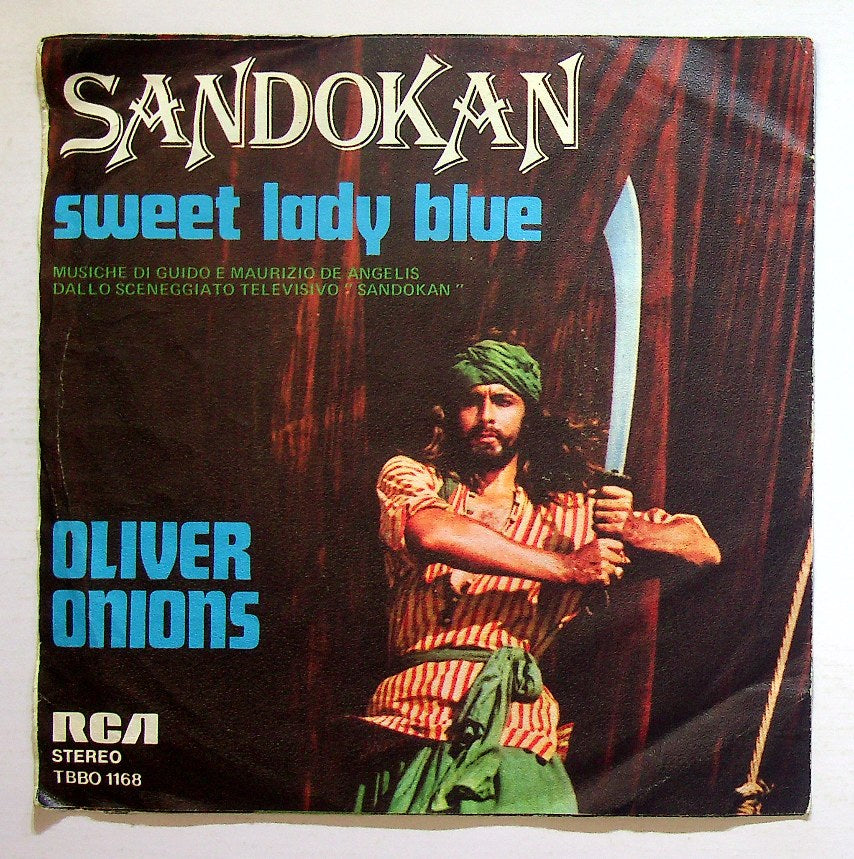 SANDOKAN
sweet lady blue
MUSICHE DI GUIDO E MAURIZIO DE ANGELIS
DALLO SCENEGGIATO TELEVISIVO “ SANDOKAN ”
OLIVER
ONIONS
RCA
STEREO
TBBO 1168